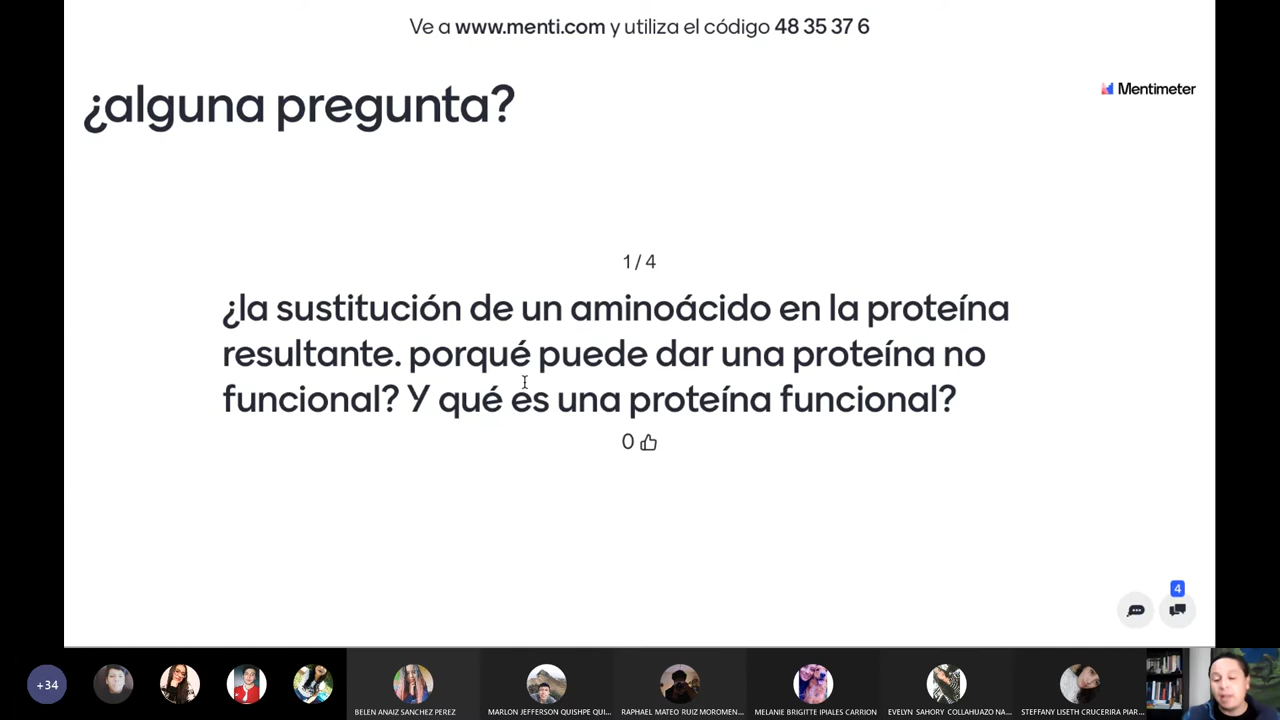 Ve a www.menti.com y utiliza el código 48 35 37 6
¿alguna pregunta?
Mentimeter
1 / 4
¿la sustitución de un aminoácido en la proteína
resultante. porqué puede dar una proteína no
funcional? Y qué es una proteína funcional?
0
4
+34
BELEN ANAIZ SANCHEZ PEREZ
MARLON JEFFERSON QUISHPE QUI...
RAPHAEL MATEO RUIZ MOROMEN...
MELANIE BRIGITTE IPIALES CARRION
EVELYN SAHORY COLLAHUAZO NA...
STEFFANY LISETH CRUCERIRA PIAR...